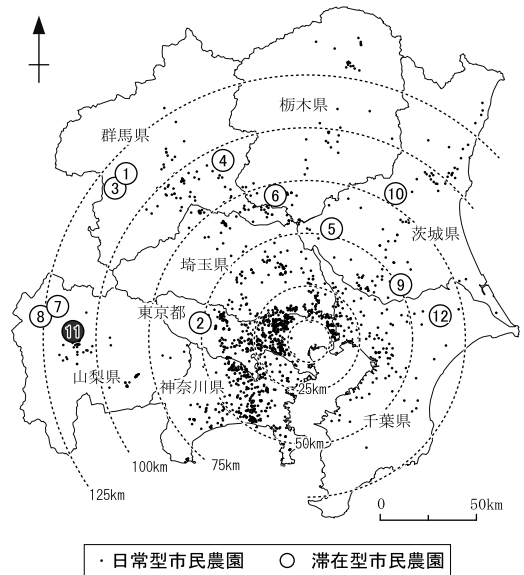 栃木県
群馬県
④
①
③
⑥
⑩
⑤
茨城県
埼玉県
⑨
⑦
⑧
東京都
②
⑫
⓫
山梨県
神奈川県
25km
千葉県
50km
100km
75km
125km
0 50km
・日常型市民農園 ○ 滞在型市民農園